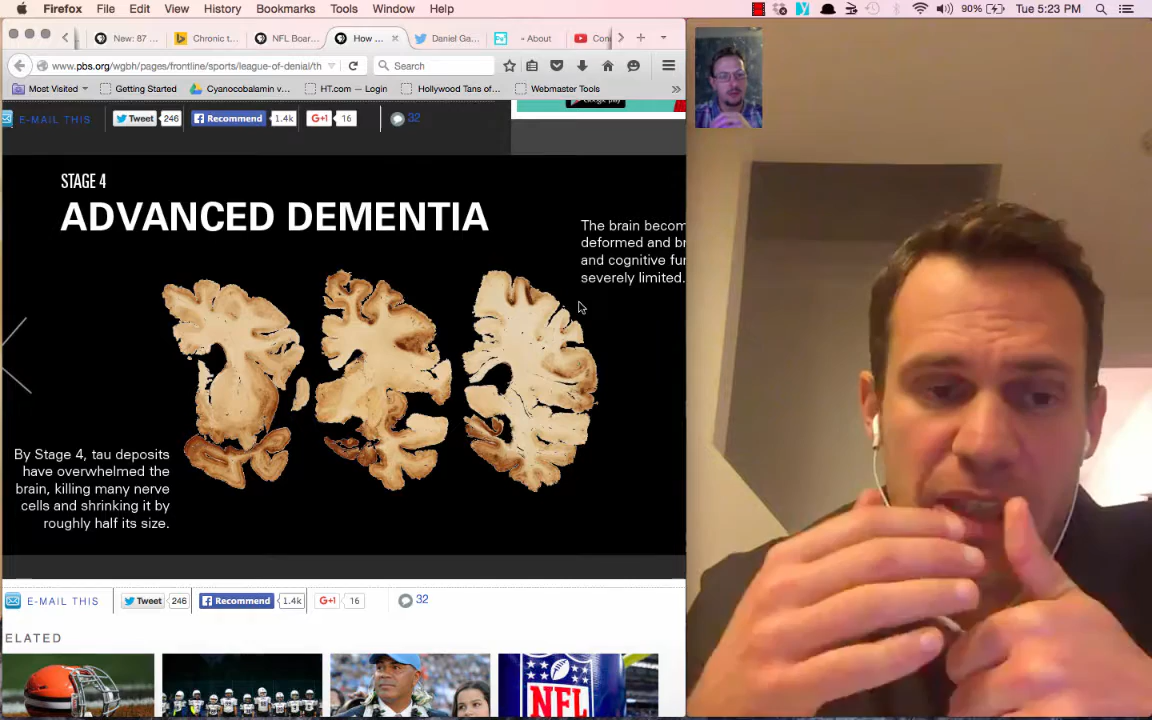 Firefox File Edit View History Bookmarks Tools Window Help 90% Tue 5:23 PM
New: 87 ... Chronic t... NFL Board... How ... Daniel Ga... - About Con
www.pbs.org/wgbh/pages/frontline/sports/league-of-denial/th Search
Most Visited Getting Started Cyanocobalamin v... HT.com — Login Hollywood Tans of... Webmaster Tools
E-MAIL THIS Tweet 246 Recommend 1.4k G+1 16 32
STAGE 4
ADVANCED DEMENTIA
The brain becom
deformed and br
and cognitive fur
severely limited.
By Stage 4, tau deposits
have overwhelmed the
brain, killing many nerve
cells and shrinking it by
roughly half its size.
E-MAIL THIS Tweet 246 Recommend 1.4k G+1 16 32
ELATED
NFL